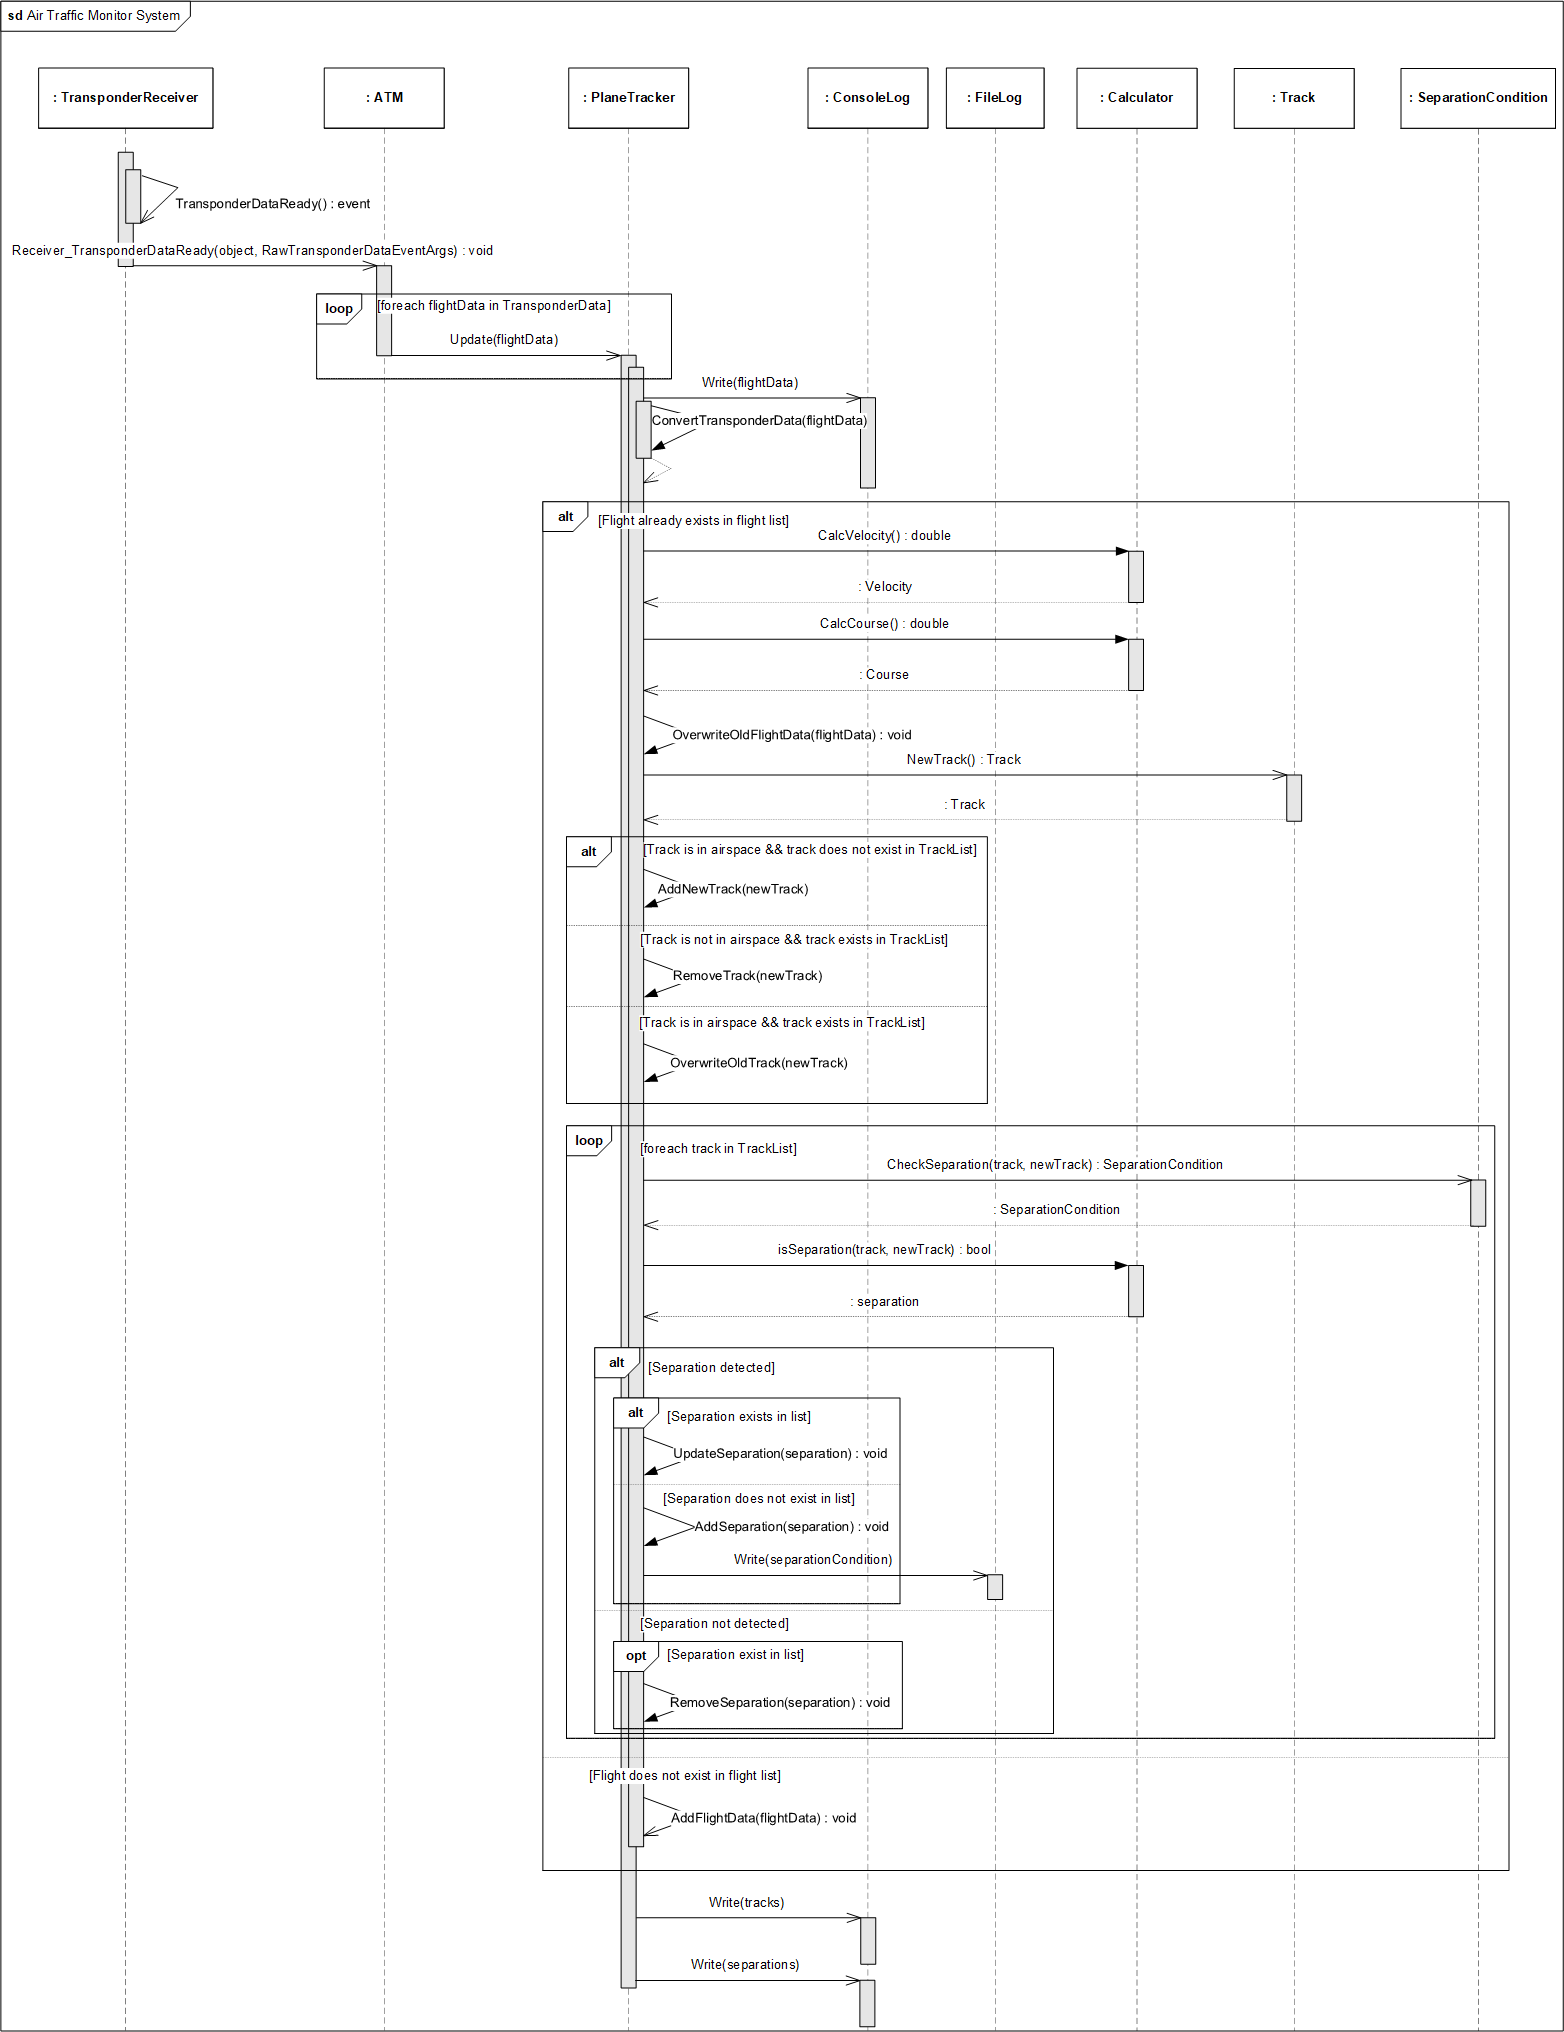 sd Air Traffic Monitor System
: TransponderReceiver
: ATM
: PlaneTracker
: ConsoleLog
: FileLog
: Calculator
: Track
: SeparationCondition
TransponderDataReady() : event
Receiver_TransponderDataReady(object, RawTransponderDataEventArgs) : void
loop
[foreach flightData in TransponderData]
Update(flightData)
Write(flightData)
ConvertTransponderData(flightData)
alt
[Flight already exists in flight list]
CalcVelocity() : double
: Velocity
CalcCourse() : double
: Course
OverwriteOldFlightData(flightData) : void
NewTrack() : Track
: Track
alt
[Track is in airspace && track does not exist in TrackList]
AddNewTrack(newTrack)
[Track is not in airspace && track exists in TrackList]
RemoveTrack(newTrack)
[Track is in airspace && track exists in TrackList]
OverwriteOldTrack(newTrack)
loop
[foreach track in TrackList]
CheckSeparation(track, newTrack) : SeparationCondition
: SeparationCondition
isSeparation(track, newTrack) : bool
: separation
alt
[Separation detected]
alt
[Separation exists in list]
UpdateSeparation(separation) : void
[Separation does not exist in list]
AddSeparation(separation) : void
Write(separationCondition)
[Separation not detected]
opt
[Separation exist in list]
RemoveSeparation(separation) : void
[Flight does not exist in flight list]
AddFlightData(flightData) : void
Write(tracks)
Write(separations)